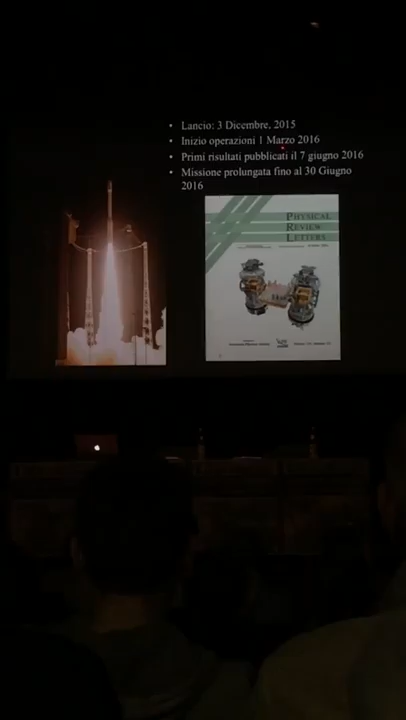 • Lancio: 3 Dicembre, 2015
• Inizio operazioni 1 Marzo 2016
• Primi risultati pubblicati il 7 giugno 2016
• Missione prolungata fino al 30 Giugno
2016
PHYSICAL
REVIEW
LETTERS